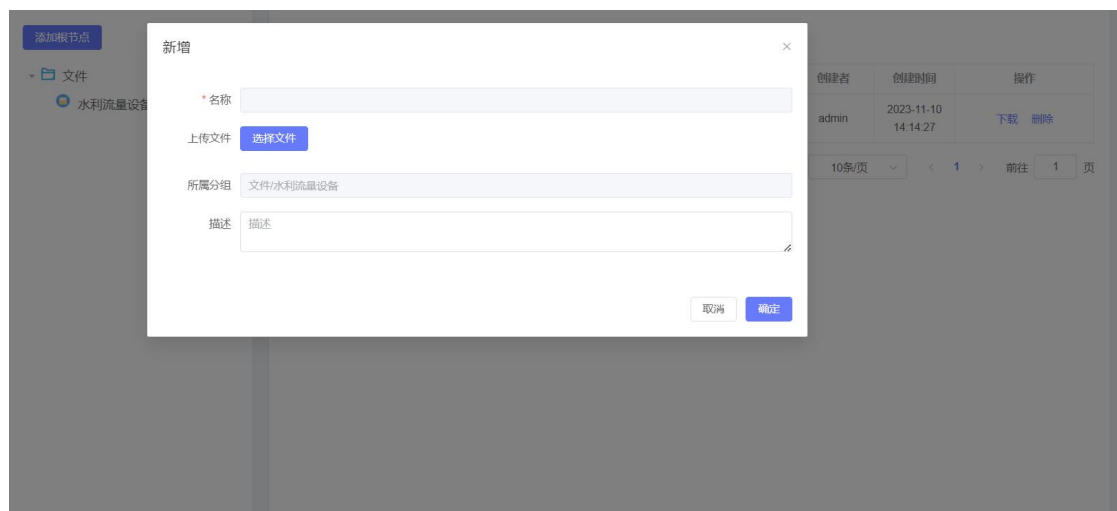 添加根节点
文件
水利流量设备
新增
* 名称
上传文件 选择文件
所属分组 文件/水利流量设备
描述 描述
取消 确定
创建者 创建时间 操作
admin 2023-11-10 14:14:27 下载 删除
10条/页 1 前往 1 页